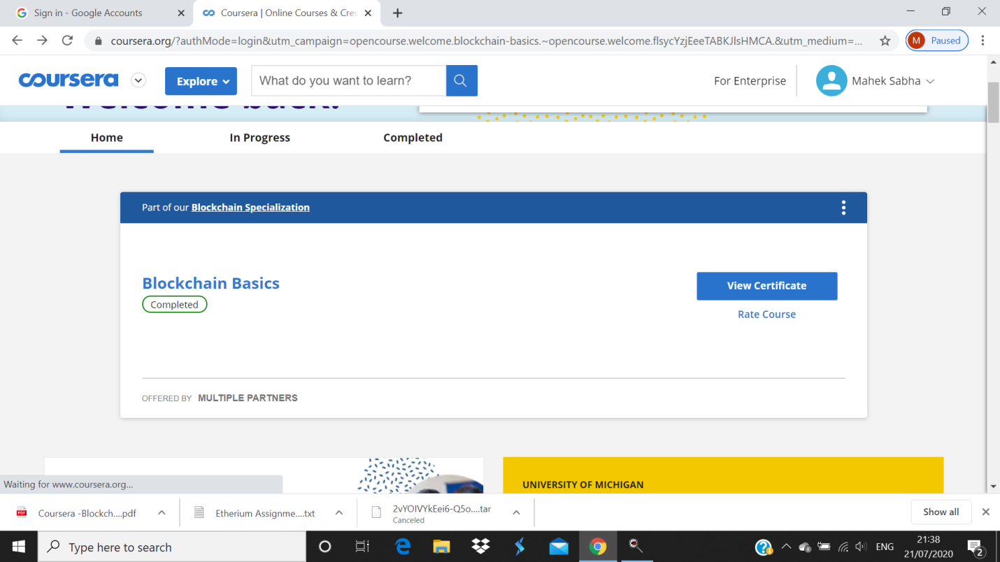 Sign in - Google Accounts
Coursera | Online Courses & Cre
coursera.org/?authMode=login&utm_campaign=opencourse.welcome.blockchain-basics.~opencourse.welcome.flsycYzjEeeTABKJlsHMCA.&utm_medium=...
M Paused
coursera
Explore
What do you want to learn?
For Enterprise
Mahek Sabha
Welcome back!
Home
In Progress
Completed
Part of our Blockchain Specialization
Blockchain Basics
Completed
View Certificate
Rate Course
OFFERED BY MULTIPLE PARTNERS
UNIVERSITY OF MICHIGAN
Waiting for www.coursera.org...
PDF
Coursera -Blockch....pdf
Etherium Assignme....txt
2vYOlVYkEei6-Q5o....tar
Canceled
Show all
Type here to search
ENG
21:38
21/07/2020
2